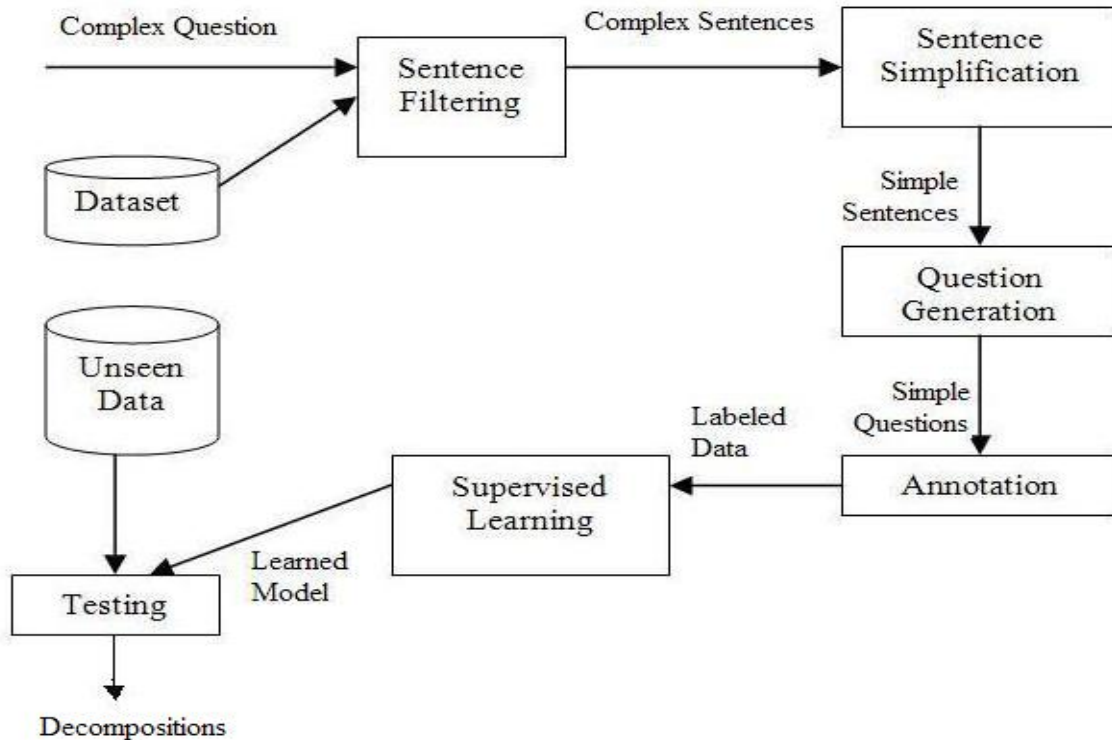 Complex Question
Sentence
Filtering
Complex Sentences
Sentence
Simplification
Dataset
Simple
Sentences
Question
Generation
Unseen
Data
Simple
Questions
Labeled
Data
Annotation
Supervised
Learning
Learned
Model
Testing
Decompositions